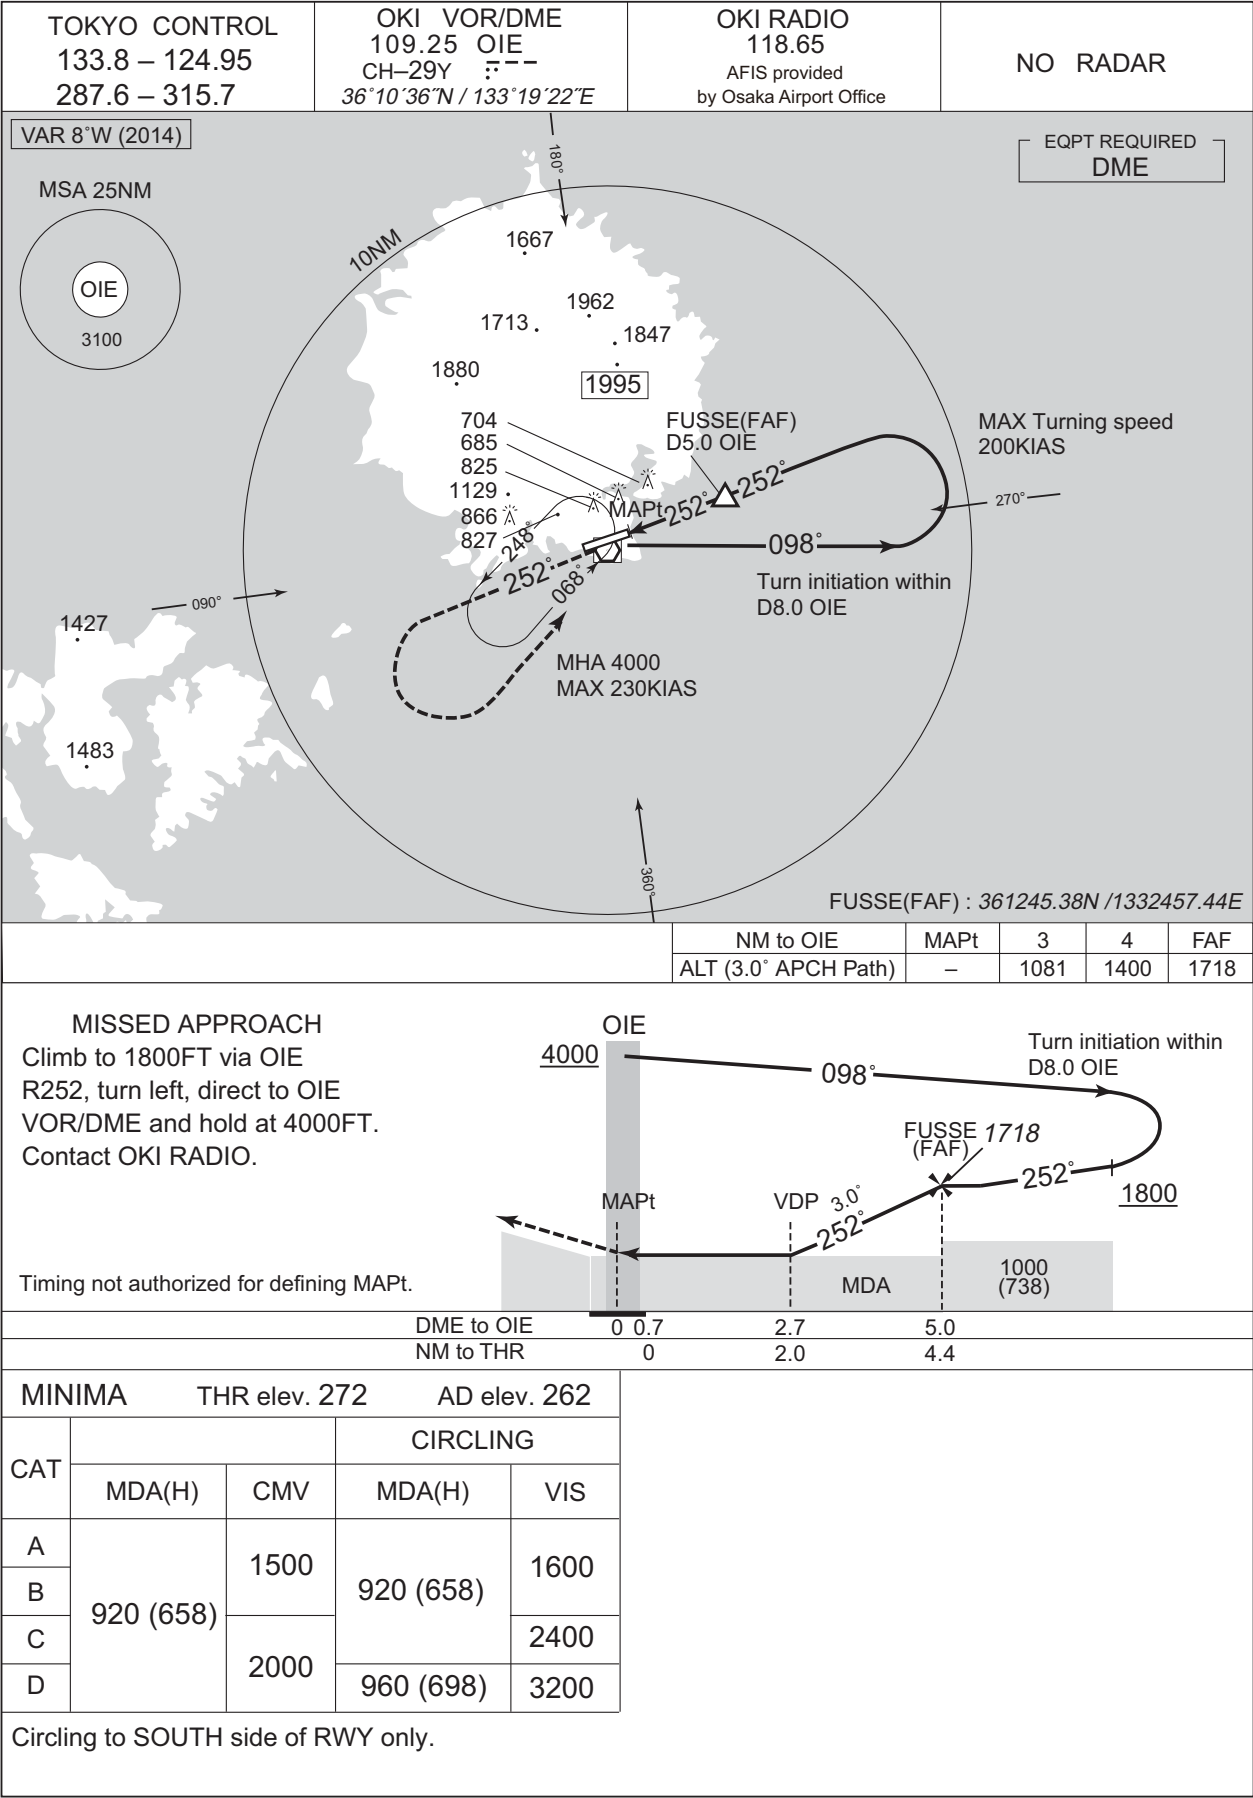 TOKYO CONTROL
133.8 – 124.95
287.6 – 315.7
OKI VOR/DME
109.25 OIE
CH–29Y
36°10´36˝N / 133°19´22˝E
OKI RADIO
118.65
AFIS provided
by Osaka Airport Office
NO RADAR
VAR 8°W (2014)
EQPT REQUIRED
DME
MSA 25NM
OIE
3100
10NM
180°
1667
1962
1713
1847
1880
1995
704
685
825
1129
866
827
FUSSE(FAF)
D5.0 OIE
MAX Turning speed
200KIAS
MAPt
252°
252°
270°
098°
Turn initiation within
D8.0 OIE
248°
252°
068°
090°
1427
1483
MHA 4000
MAX 230KIAS
360°
FUSSE(FAF) : 361245.38N /1332457.44E
NM to OIE MAPt 3 4 FAF
ALT (3.0° APCH Path) – 1081 1400 1718
MISSED APPROACH
Climb to 1800FT via OIE
R252, turn left, direct to OIE
VOR/DME and hold at 4000FT.
Contact OKI RADIO.
Timing not authorized for defining MAPt.
OIE
4000
098°
Turn initiation within
D8.0 OIE
FUSSE
(FAF)
1718
252°
1800
MAPt
VDP
3.0°
252°
MDA
1000
(738)
DME to OIE 0 0.7 2.7 5.0
NM to THR 0 2.0 4.4
MINIMA THR elev. 272 AD elev. 262
CAT
CIRCLING
MDA(H) CMV MDA(H) VIS
A
B
C
D
920 (658)
1500
2000
920 (658)
960 (698)
1600
2400
3200
Circling to SOUTH side of RWY only.